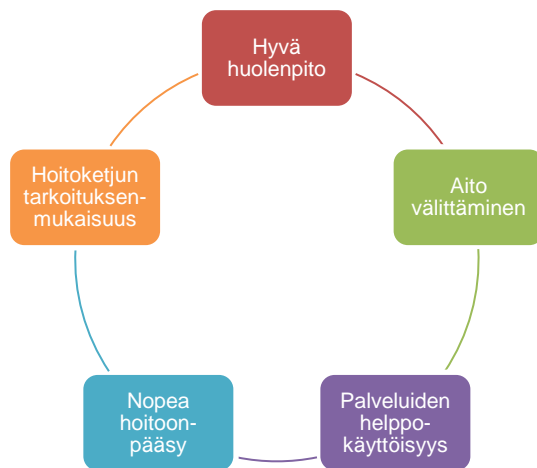 Hyvä
huolenpito
Aito
välittäminen
Palveluiden
helppo-
käyttöisyys
Nopea
hoitoon-
pääsy
Hoitoketjun
tarkoituksen-
mukaisuus